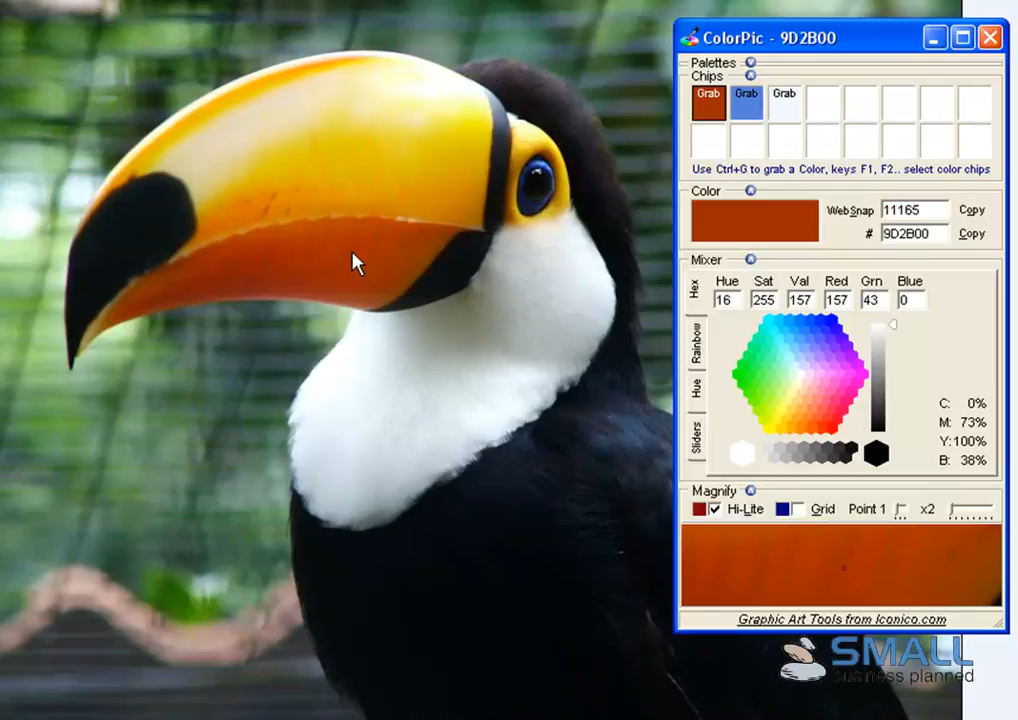 ColorPic - 9D2B00
Palettes
Chips
Grab Grab Grab
Use Ctrl+G to grab a Color, keys F1, F2.. select color chips
Color
WebSnap 11165 Copy
# 9D2B00 Copy
Mixer
Hue Sat Val Red Grn Blue
16 255 157 157 43 0
Hex
Rainbow
Hue
Sliders
C: 0%
M: 73%
Y: 100%
B: 38%
Magnify
Hi-Lite Grid Point 1 x2
Graphic Art Tools from Iconico.com
SMALL
business planned